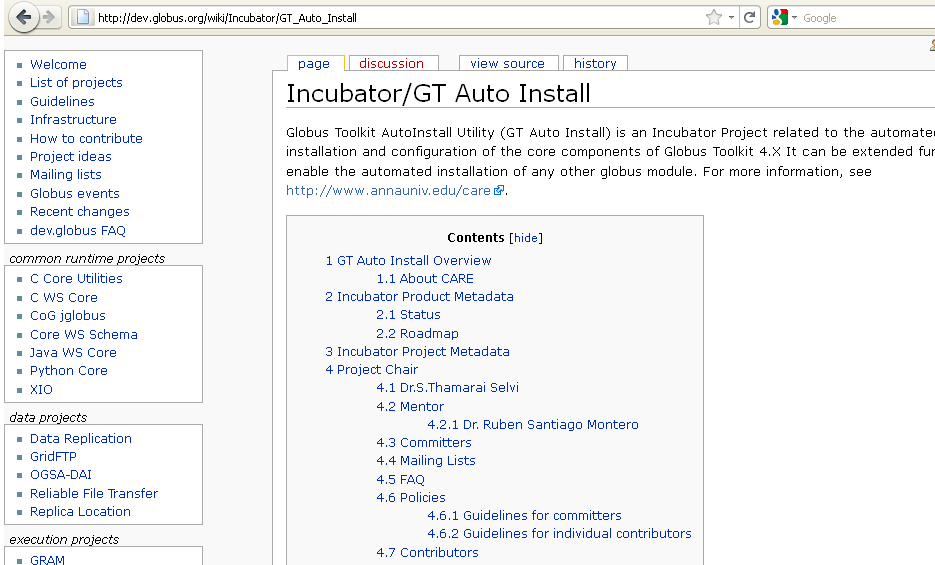 http://dev.globus.org/wiki/Incubator/GT_Auto_Install
Google
Welcome
List of projects
Guidelines
Infrastructure
How to contribute
Project ideas
Mailing lists
Globus events
Recent changes
dev.globus FAQ
common runtime projects
C Core Utilities
C WS Core
CoG jglobus
Core WS Schema
Java WS Core
Python Core
XIO
data projects
Data Replication
GridFTP
OGSA-DAI
Reliable File Transfer
Replica Location
execution projects
GRAM
page discussion view source history
Incubator/GT Auto Install
Globus Toolkit AutoInstall Utility (GT Auto Install) is an Incubator Project related to the automated
installation and configuration of the core components of Globus Toolkit 4.X It can be extended
enable the automated installation of any other globus module. For more information, see
http://www.annauniv.edu/care.
Contents [hide]
1 GT Auto Install Overview
1.1 About CARE
2 Incubator Product Metadata
2.1 Status
2.2 Roadmap
3 Incubator Project Metadata
4 Project Chair
4.1 Dr.S.Thamarai Selvi
4.2 Mentor
4.2.1 Dr. Ruben Santiago Montero
4.3 Committers
4.4 Mailing Lists
4.5 FAQ
4.6 Policies
4.6.1 Guidelines for committers
4.6.2 Guidelines for individual contributors
4.7 Contributors